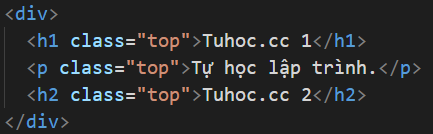 <div>
<h1 class="top">Tuhoc.cc 1</h1>
<p class="top">Tự học lập trình.</p>
<h2 class="top">Tuhoc.cc 2</h2>
</div>